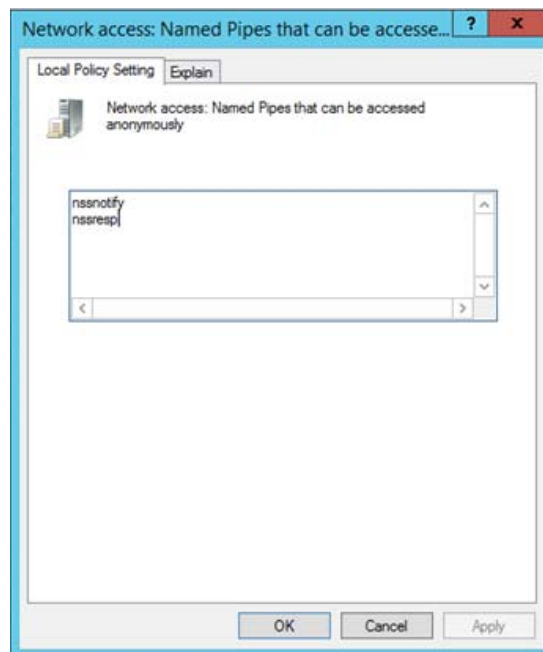 Network access: Named Pipes that can be accesse...
?
x
Local Policy Setting
Explain
Network access: Named Pipes that can be accessed
anonymously
nssnotify
nssresp
OK
Cancel
Apply